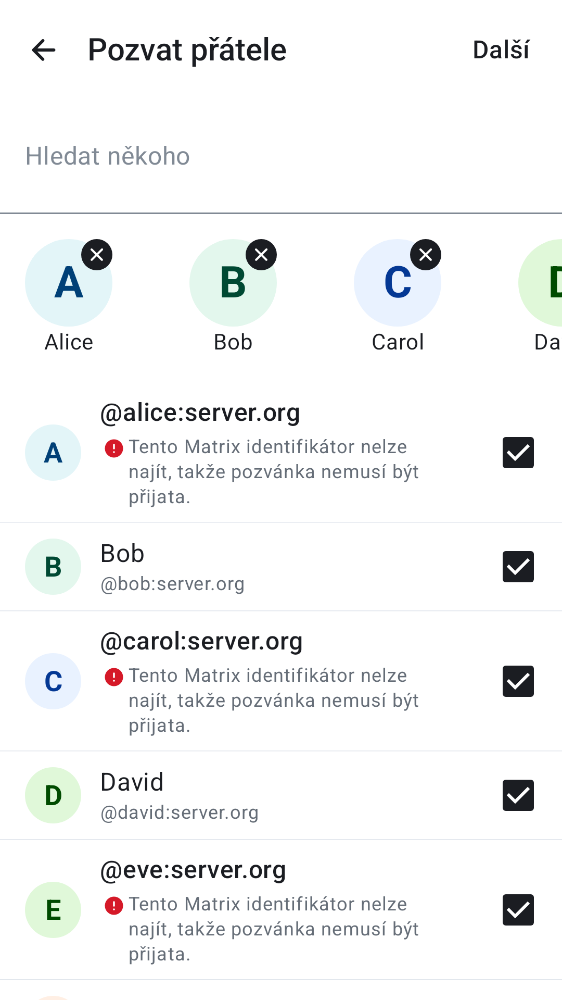 Pozvat přátele
Další
Hledat někoho
A
B
C
D
Alice
Bob
Carol
Da
@alice:server.org
A
Tento Matrix identifikátor nelze
najít, takže pozvánka nemusí být
přijata.
B
Bob
@bob:server.org
@carol:server.org
C
Tento Matrix identifikátor nelze
najít, takže pozvánka nemusí být
přijata.
D
David
@david:server.org
@eve:server.org
E
Tento Matrix identifikátor nelze
najít, takže pozvánka nemusí být
přijata.